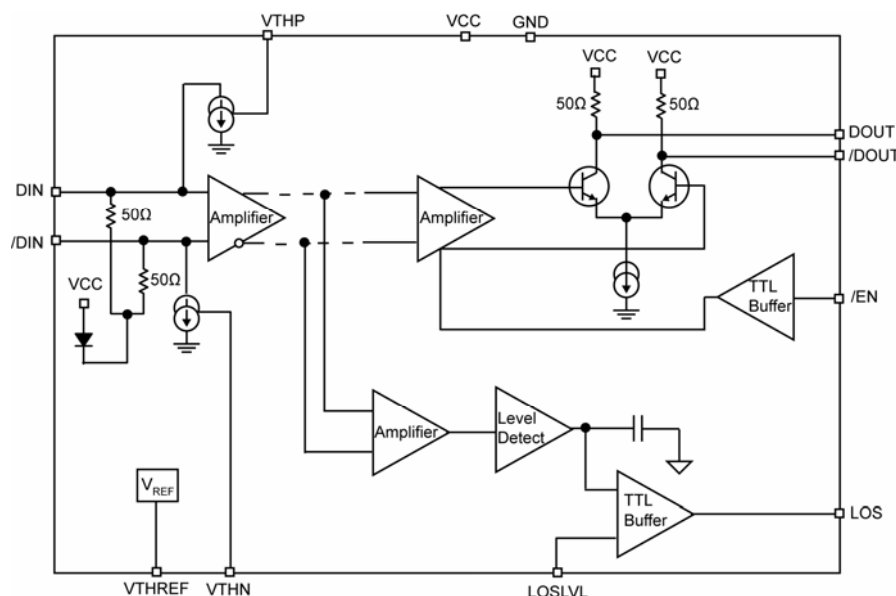 VTHP
VCC
GND
VCC
VCC
50Ω
50Ω
DOUT
/DOUT
DIN
Amplifier
Amplifier
50Ω
/DIN
50Ω
VCC
TTL
Buffer
/EN
Amplifier
Level
Detect
VREF
TTL
Buffer
LOS
VTHREF
VTHN
LOSLVL